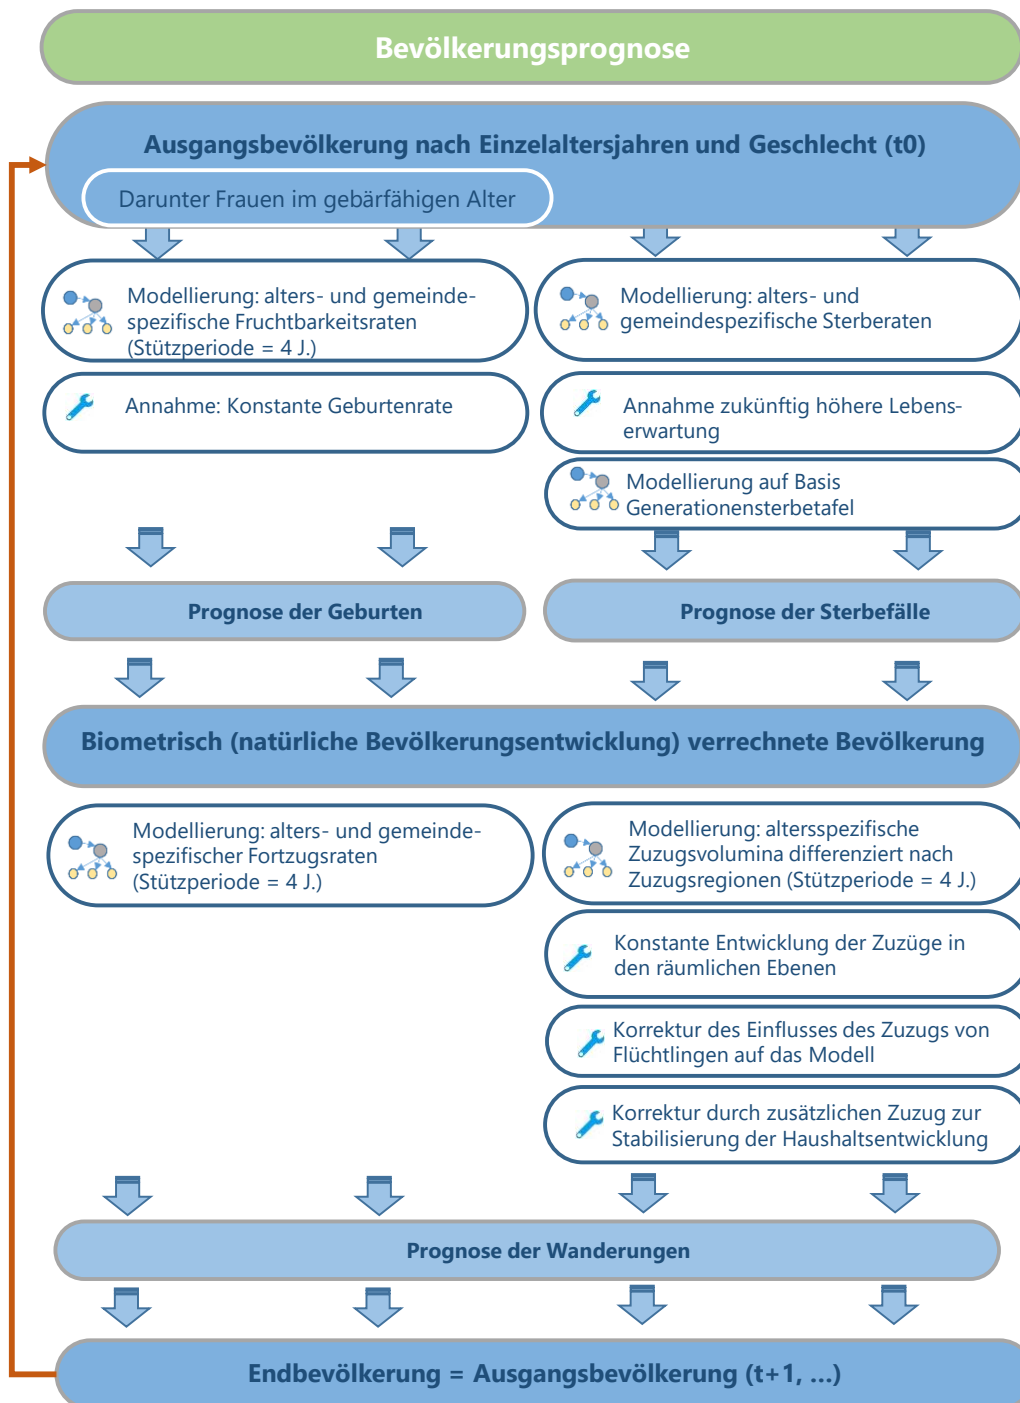 Bevölkerungsprognose
Ausgangsbevölkerung nach Einzelaltersjahren und Geschlecht (t0)
Darunter Frauen im gebärfähigen Alter
Modellierung: alters- und gemeinde-
spezifische Fruchtbarkeitsraten
(Stützperiode = 4 J.)
Modellierung: alters- und
gemeindespezifische Sterberaten
Annahme: Konstante Geburtenrate
Annahme zukünftig höhere Lebens-
erwartung
Modellierung auf Basis
Generationensterbetafel
Prognose der Geburten
Prognose der Sterbefälle
Biometrisch (natürliche Bevölkerungsentwicklung) verrechnete Bevölkerung
Modellierung: alters- und gemeinde-
spezifischer Fortzugsraten
(Stützperiode = 4 J.)
Modellierung: altersspezifische
Zuzugsvolumina differenziert nach
Zuzugsregionen (Stützperiode = 4 J.)
Konstante Entwicklung der Zuzüge in
den räumlichen Ebenen
Korrektur des Einflusses des Zuzugs von
Flüchtlingen auf das Modell
Korrektur durch zusätzlichen Zuzug zur
Stabilisierung der Haushaltsentwicklung
Prognose der Wanderungen
Endbevölkerung = Ausgangsbevölkerung (t+1, ...)